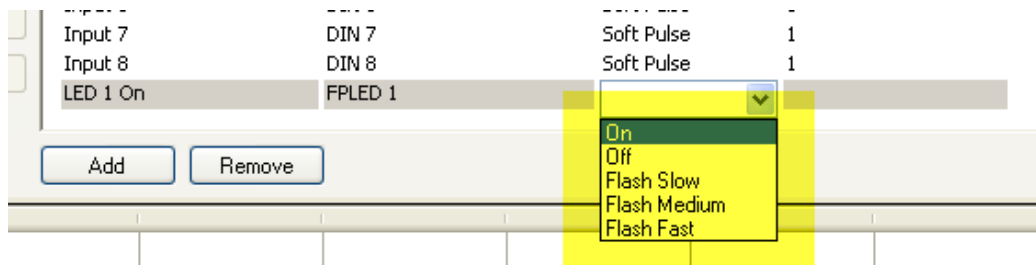 Input 7 DIN 7 Soft Pulse 1
Input 8 DIN 8 Soft Pulse 1
LED 1 On FPLED 1
On
Off
Flash Slow
Flash Medium
Flash Fast
Add Remove